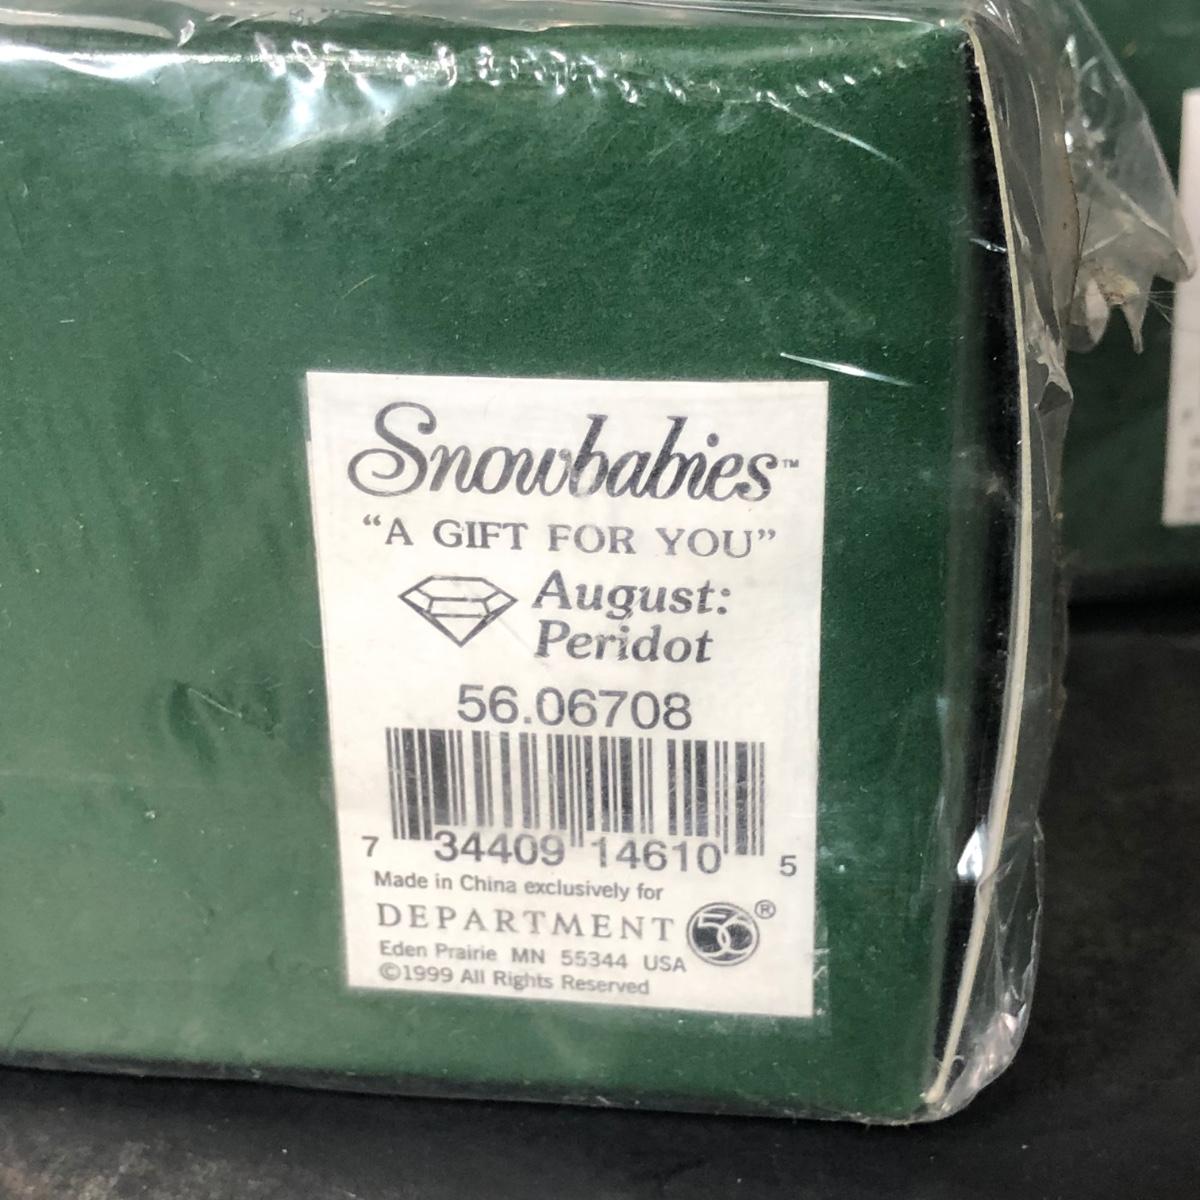 Snowbabies™
"A GIFT FOR YOU"
August:
Peridot
56.06708
7 34409 14610 5
Made in China exclusively for
DEPARTMENT 56®
Eden Prairie MN 55344 USA
©1999 All Rights Reserved